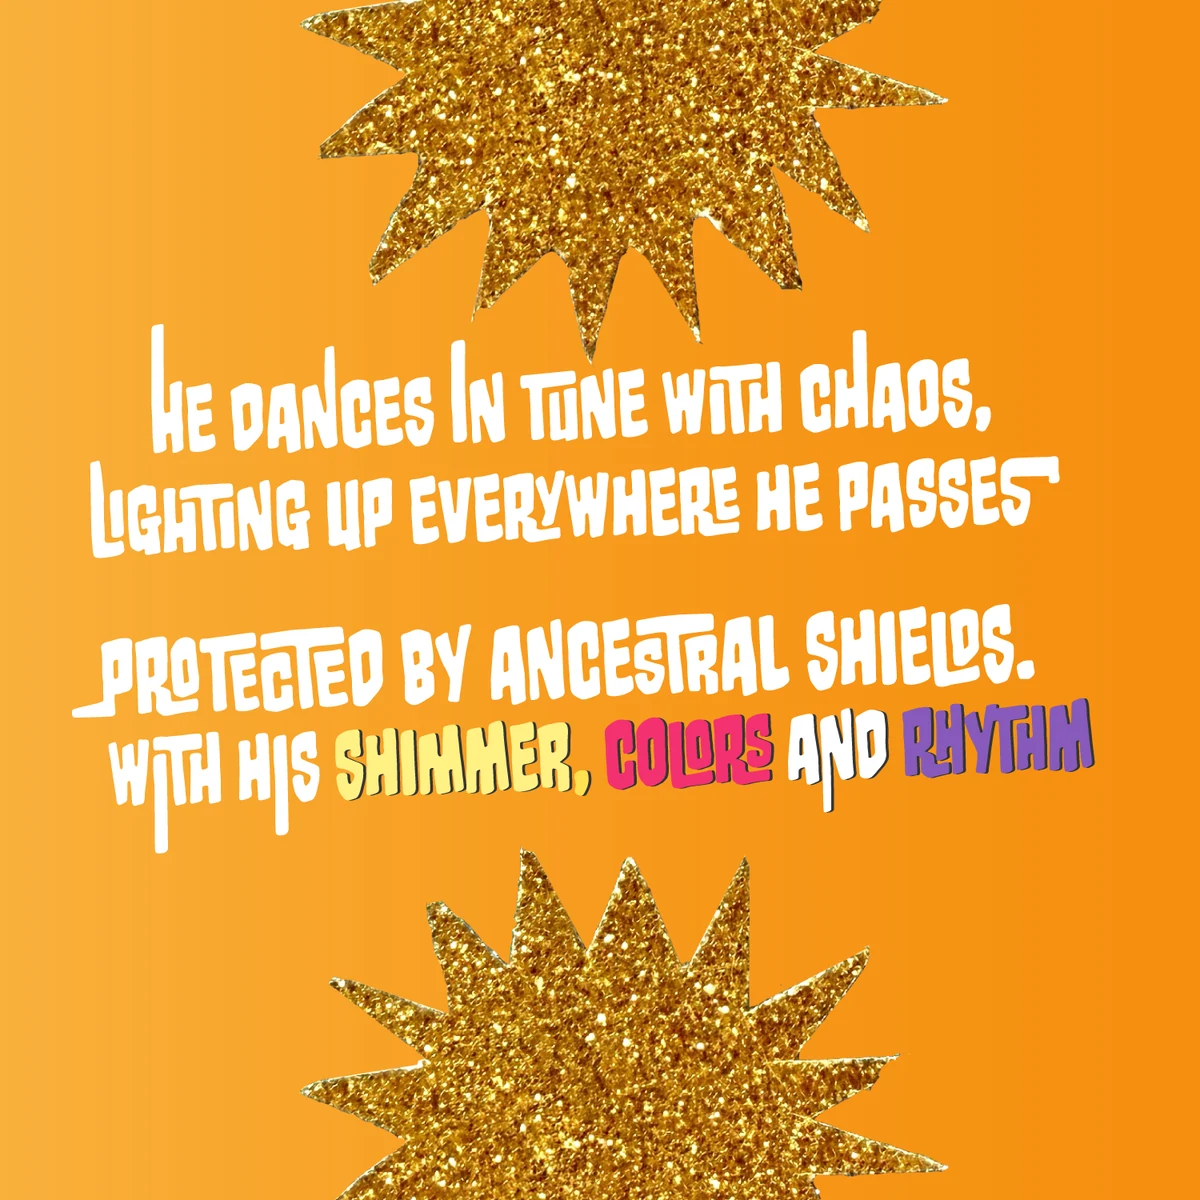 HE DANCES IN TUNE WITH CHAOS,
LIGHTING UP EVERYWHERE HE PASSES
PROTECTED BY ANCESTRAL SHIELDS.
WITH HIS SHIMMER, COLORS AND RHYTHM